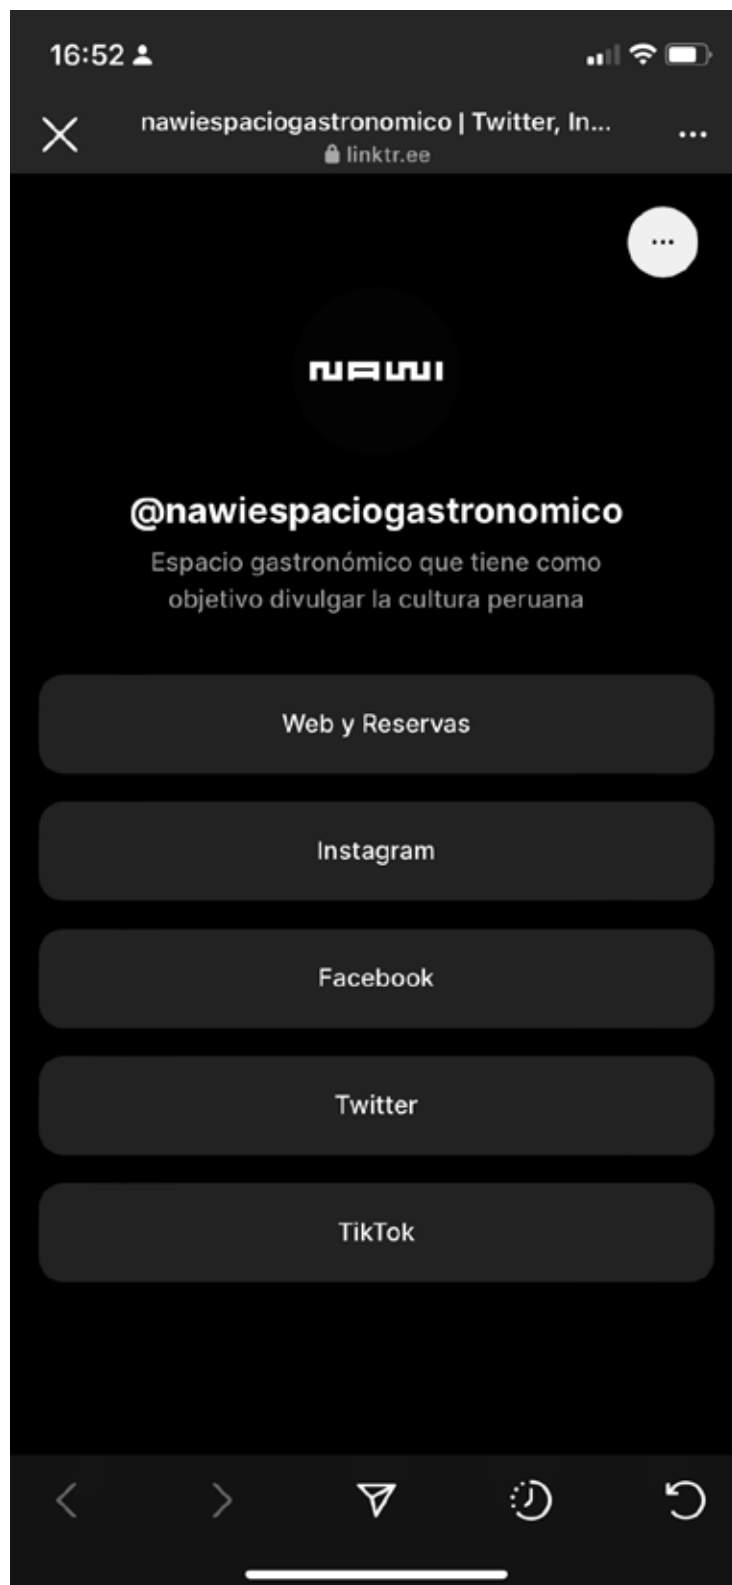 16:52
nawiespaciogastronomico | Twitter, In...
linktr.ee
NAWI
@nawiespaciogastronomico
Espacio gastronómico que tiene como
objetivo divulgar la cultura peruana
Web y Reservas
Instagram
Facebook
Twitter
TikTok